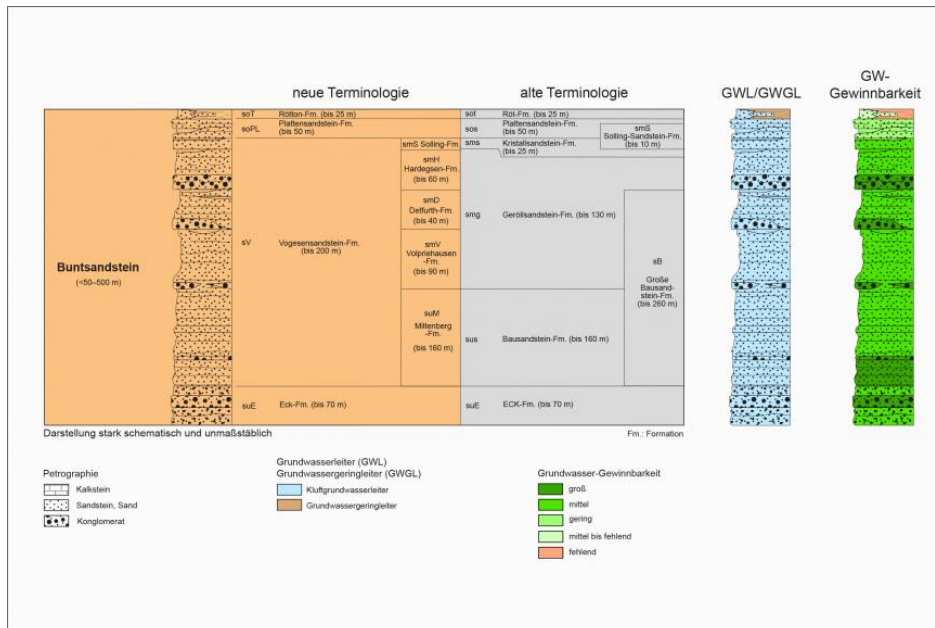 neue Terminologie
alte Terminologie
GWL/GWGL
GW-
Gewinnbarkeit
Buntsandstein
(<50–500 m)
soT
Rötton-Fm. (bis 25 m)
soPL
Plattensandstein-Fm.
(bis 50 m)
sV
Vogesensandstein-Fm.
(bis 200 m)
smS Solling-Fm.
smH
Hardegsen-Fm.
(bis 60 m)
smD
Detfurth-Fm.
(bis 40 m)
smV
Volpriehausen
-Fm.
(bis 90 m)
suM
Miltenberg
-Fm.
(bis 160 m)
suE
Eck-Fm. (bis 70 m)
sot
Röt-Fm. (bis 25 m)
sos
Plattensandstein-Fm.
(bis 50 m)
smS
Solling-Sandstein-Fm.
(bis 10 m)
sms
Kristallsandstein-Fm.
(bis 25 m)
smg
Geröllsandstein-Fm. (bis 130 m)
sB
Große
Bausand-
stein-Fm.
(bis 260 m)
sus
Bausandstein-Fm. (bis 160 m)
suE
ECK-Fm. (bis 70 m)
Darstellung stark schematisch und unmaßstäblich
Fm.: Formation
Petrographie
Kalkstein
Sandstein, Sand
Konglomerat
Grundwasserleiter (GWL)
Grundwassergeringleiter (GWGL)
Kluftgrundwasserleiter
Grundwassergeringleiter
Grundwasser-Gewinnbarkeit
groß
mittel
gering
mittel bis fehlend
fehlend